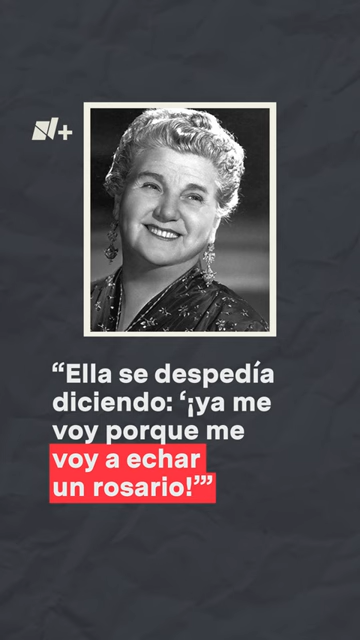 N+
“Ella se despedía
diciendo: ‘¡ya me
voy porque me
voy a echar
un rosario!’”